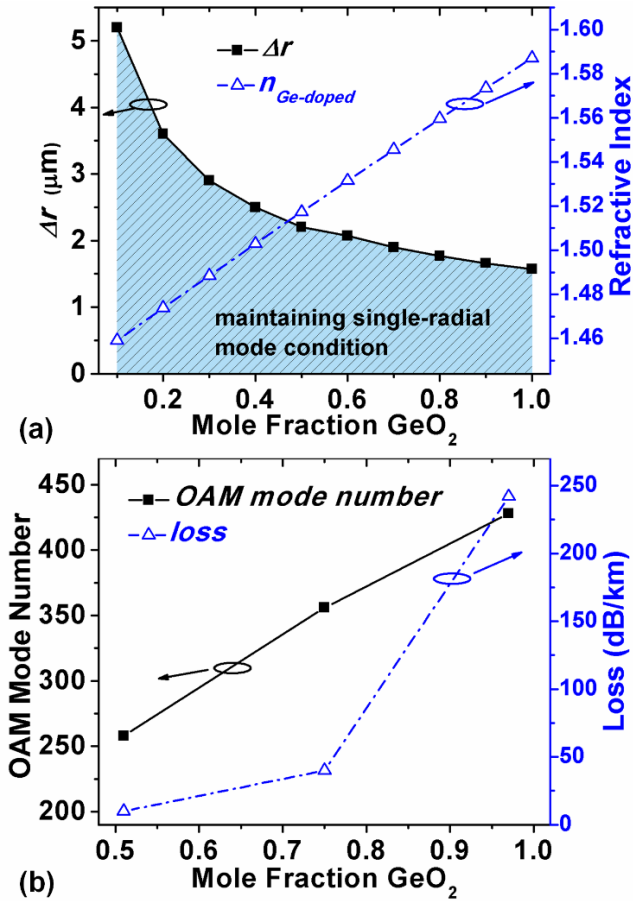 Δr
n Ge-doped
5
4
3
2
1
0
Δr (μm)
1.60
1.58
1.56
1.54
1.52
1.50
1.48
1.46
Refractive Index
maintaining single-radial
mode condition
0.2 0.4 0.6 0.8 1.0
Mole Fraction GeO2
(a)
OAM mode number
loss
450
400
350
300
250
200
OAM Mode Number
250
200
150
100
50
0
Loss (dB/km)
0.5 0.6 0.7 0.8 0.9 1.0
Mole Fraction GeO2
(b)